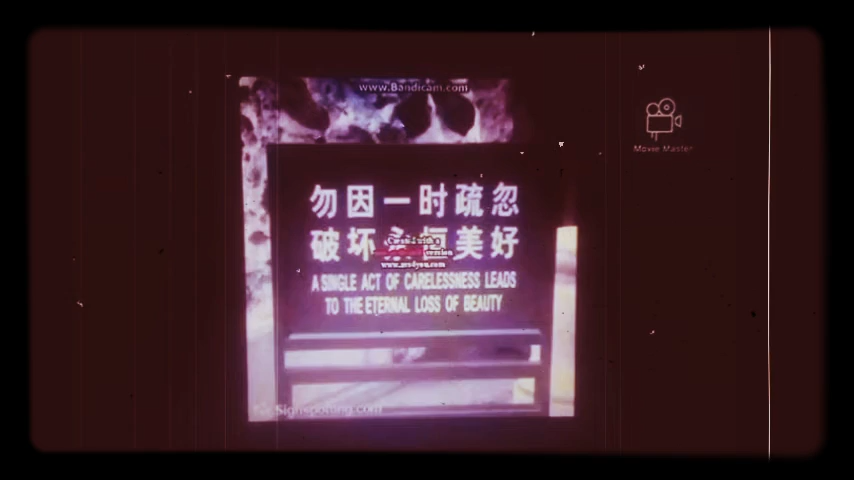 www.Bandicam.com
Movie Master
勿因一时疏忽
破坏永恒美好
A SINGLE ACT OF CARELESSNESS LEADS
TO THE ETERNAL LOSS OF BEAUTY
Signspotting.com